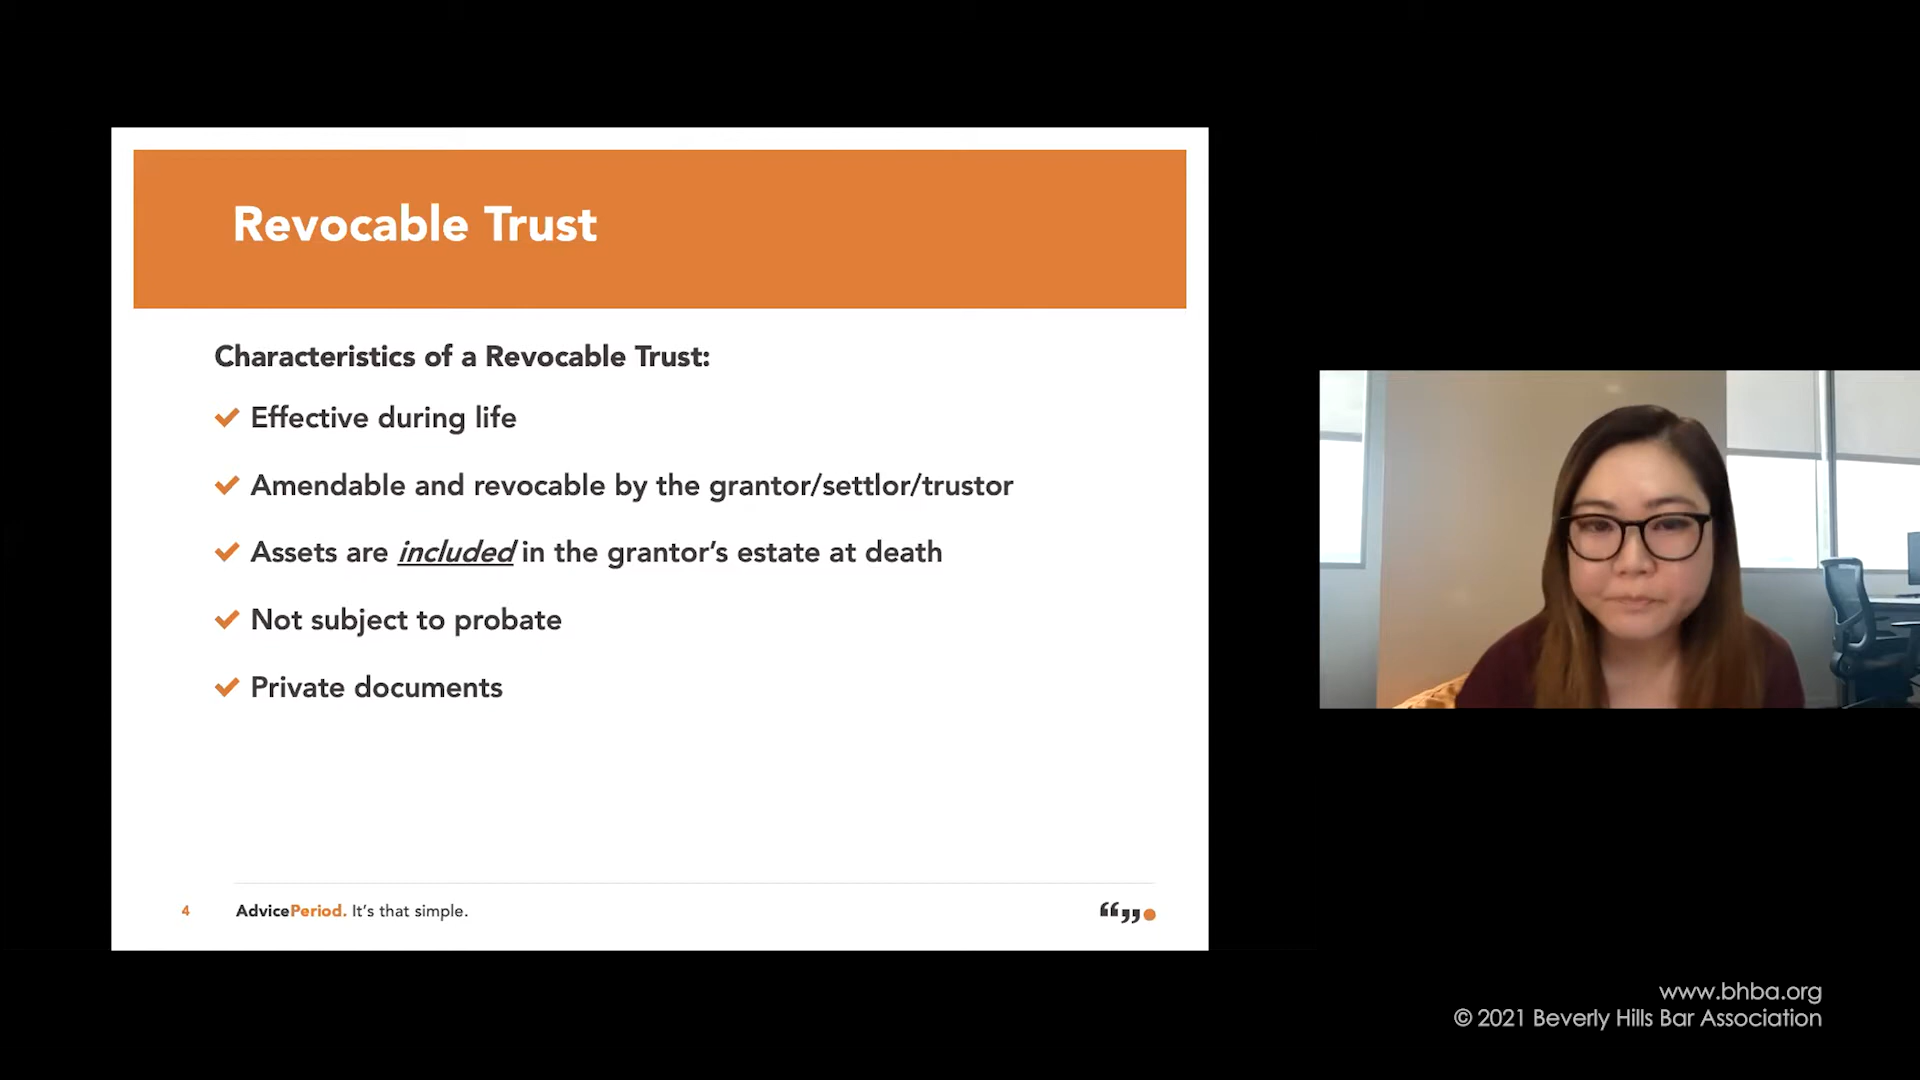 Revocable Trust
Characteristics of a Revocable Trust:
Effective during life
Amendable and revocable by the grantor/settlor/trustor
Assets are included in the grantor’s estate at death
Not subject to probate
Private documents
4 AdvicePeriod. It’s that simple.
www.bhba.org
© 2021 Beverly Hills Bar Association